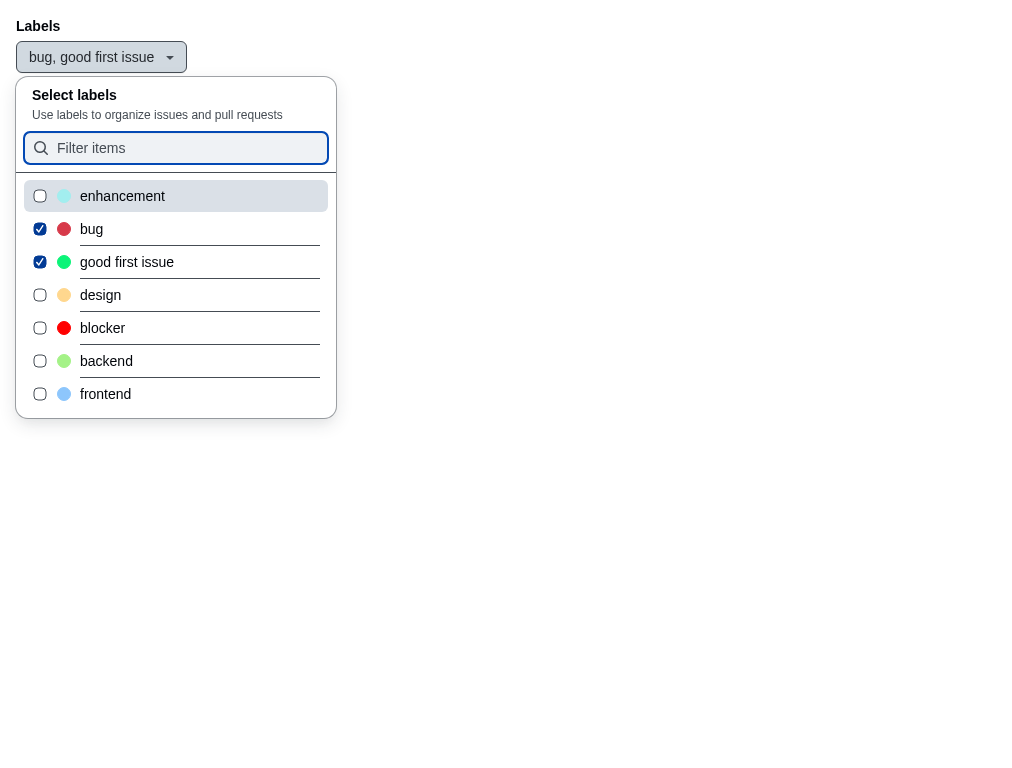 Labels
bug, good first issue
Select labels
Use labels to organize issues and pull requests
Filter items
enhancement
bug
good first issue
design
blocker
backend
frontend